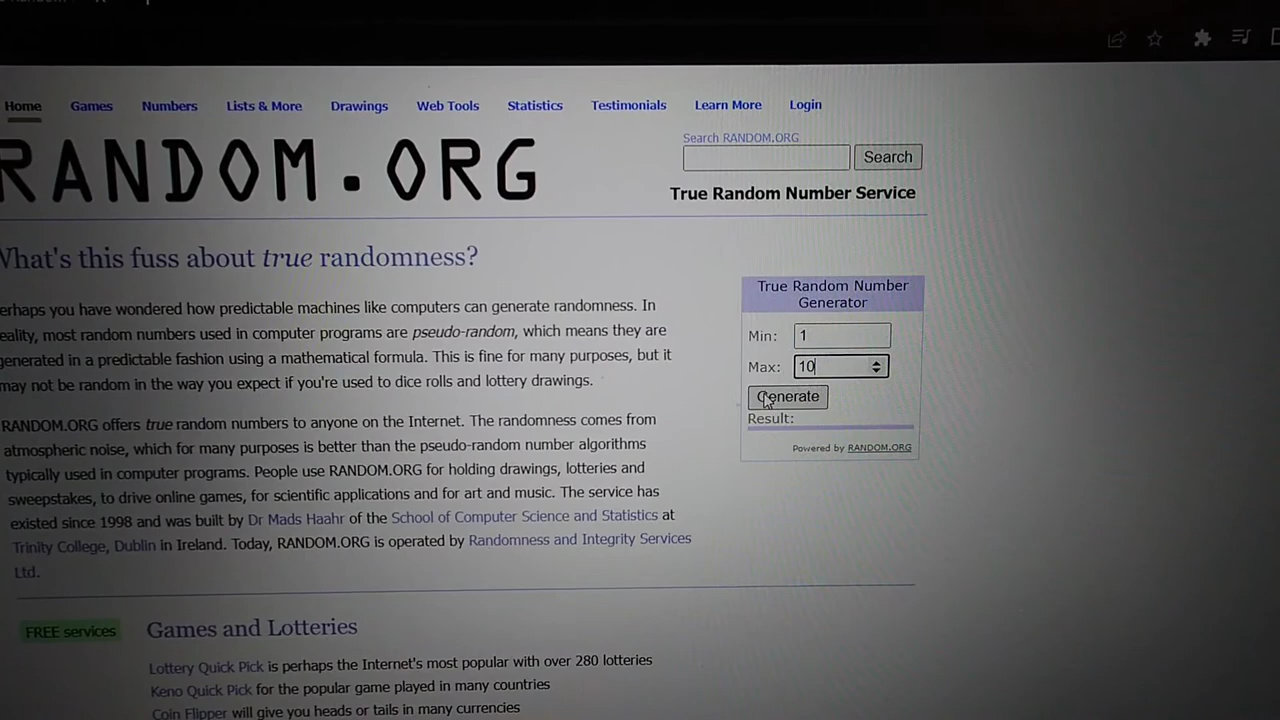 Home Games Numbers Lists & More Drawings Web Tools Statistics Testimonials Learn More Login
RANDOM.ORG
Search RANDOM.ORG
Search
True Random Number Service
What's this fuss about true randomness?
erhaps you have wondered how predictable machines like computers can generate randomness. In
eality, most random numbers used in computer programs are pseudo-random, which means they are
generated in a predictable fashion using a mathematical formula. This is fine for many purposes, but it
may not be random in the way you expect if you're used to dice rolls and lottery drawings.
RANDOM.ORG offers true random numbers to anyone on the Internet. The randomness comes from
atmospheric noise, which for many purposes is better than the pseudo-random number algorithms
typically used in computer programs. People use RANDOM.ORG for holding drawings, lotteries and
sweepstakes, to drive online games, for scientific applications and for art and music. The service has
existed since 1998 and was built by Dr Mads Haahr of the School of Computer Science and Statistics at
Trinity College, Dublin in Ireland. Today, RANDOM.ORG is operated by Randomness and Integrity Services
Ltd.
True Random Number
Generator
Min: 1
Max: 10
Generate
Result:
Powered by RANDOM.ORG
FREE services
Games and Lotteries
Lottery Quick Pick is perhaps the Internet's most popular with over 280 lotteries
Keno Quick Pick for the popular game played in many countries
Coin Flipper will give you heads or tails in many currencies